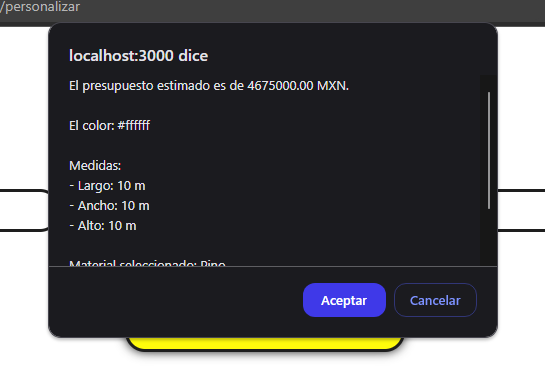 /personalizar
localhost:3000 dice
El presupuesto estimado es de 4675000.00 MXN.
El color: #ffffff
Medidas:
- Largo: 10 m
- Ancho: 10 m
- Alto: 10 m
Material seleccionado: Pino
Aceptar
Cancelar